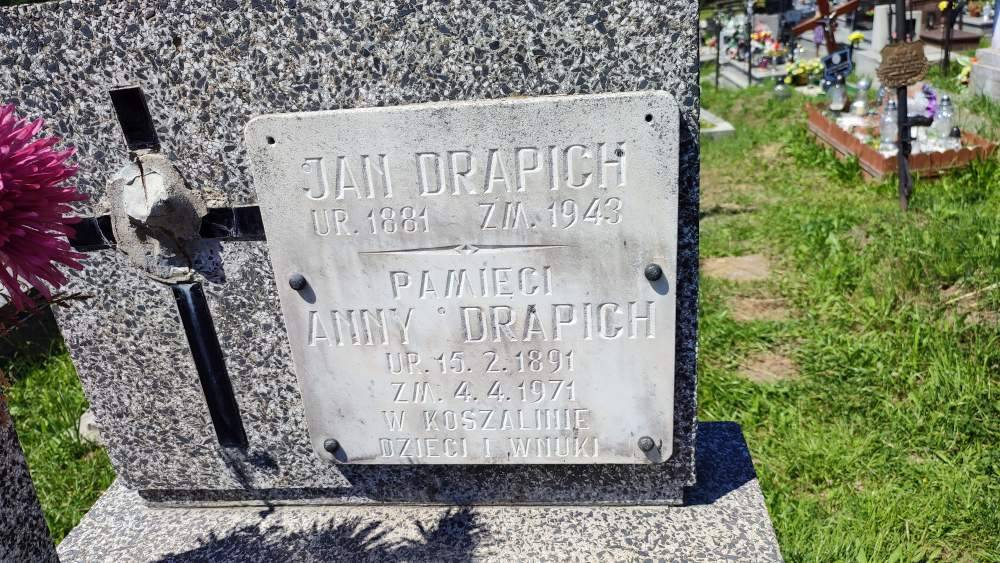 JAN DRAPICH
UR. 1881 ZM. 1943
PAMIĘCI
ANNY DRAPICH
UR. 15. 2. 1891
ZM. 4. 4. 1971
W KOSZALINIE
DZIECI I WNUKI